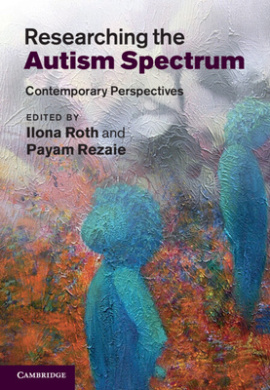 Researching the
Autism Spectrum
Contemporary Perspectives
EDITED BY
Ilona Roth and
Payam Rezaie
CAMBRIDGE